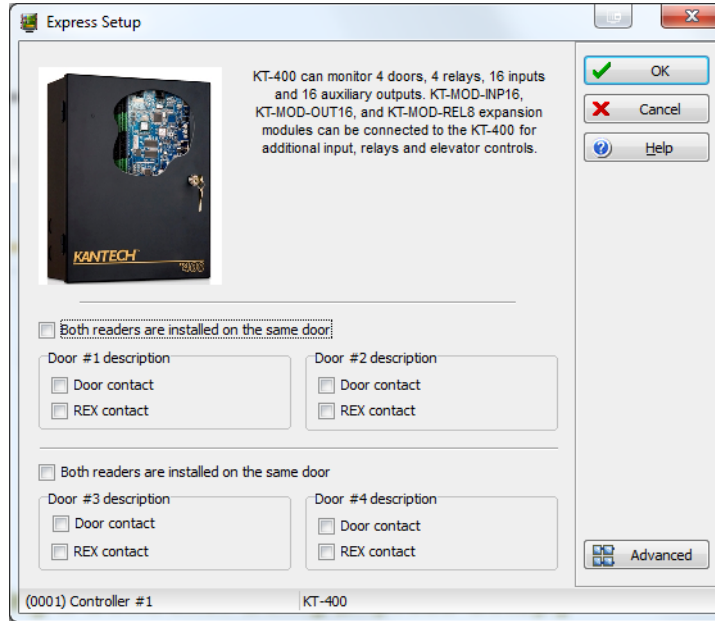 Express Setup
KT-400 can monitor 4 doors, 4 relays, 16 inputs
and 16 auxiliary outputs. KT-MOD-INP16,
KT-MOD-OUT16, and KT-MOD-REL8 expansion
modules can be connected to the KT-400 for
additional input, relays and elevator controls.
OK
Cancel
Help
KANTECH
400
Both readers are installed on the same door
Door #1 description
Door contact
REX contact
Door #2 description
Door contact
REX contact
Both readers are installed on the same door
Door #3 description
Door contact
REX contact
Door #4 description
Door contact
REX contact
Advanced
(0001) Controller #1
KT-400